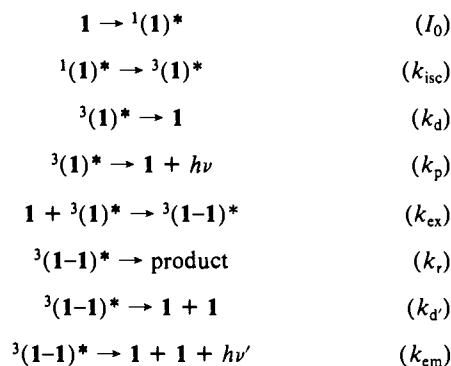 1 → ¹(1)* (I₀)
¹(1)* → ³(1)* (k_isc)
³(1)* → 1 (k_d)
³(1)* → 1 + hν (k_p)
1 + ³(1)* → ³(1–1)* (k_ex)
³(1–1)* → product (k_r)
³(1–1)* → 1 + 1 (k_d′)
³(1–1)* → 1 + 1 + hν′ (k_em)